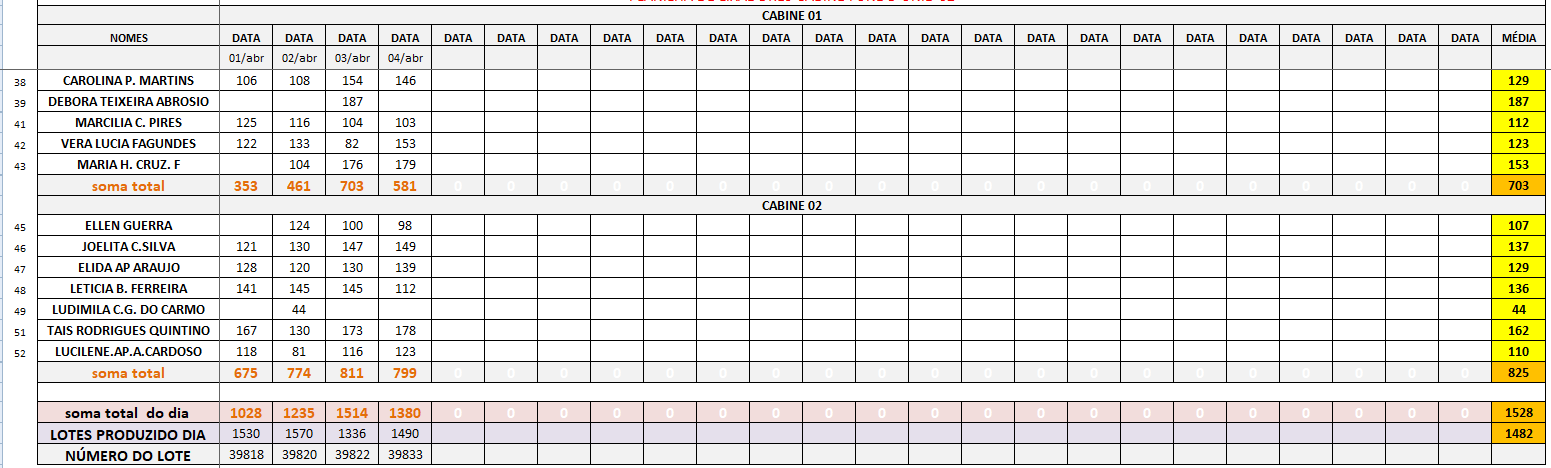 CABINE 01
NOMES DATA DATA DATA DATA DATA DATA DATA DATA DATA DATA DATA DATA DATA DATA DATA DATA DATA DATA DATA DATA DATA DATA DATA DATA MÉDIA
01/abr 02/abr 03/abr 04/abr
38 CAROLINA P. MARTINS 106 108 154 146 129
39 DEBORA TEIXEIRA ABROSIO 187 187
41 MARCILIA C. PIRES 125 116 104 103 112
42 VERA LUCIA FAGUNDES 122 133 82 153 123
43 MARIA H. CRUZ. F 104 176 179 153
soma total 353 461 703 581 0 0 0 0 0 0 0 0 0 0 0 0 0 0 0 0 0 0 0 0 703
CABINE 02
45 ELLEN GUERRA 124 100 98 107
46 JOELITA C.SILVA 121 130 147 149 137
47 ELIDA AP ARAUJO 128 120 130 139 129
48 LETICIA B. FERREIRA 141 145 145 112 136
49 LUDIMILA C.G. DO CARMO 44 44
51 TAIS RODRIGUES QUINTINO 167 130 173 178 162
52 LUCILENE.AP.A.CARDOSO 118 81 116 123 110
soma total 675 774 811 799 0 0 0 0 0 0 0 0 0 0 0 0 0 0 0 0 0 0 0 0 825
soma total do dia 1028 1235 1514 1380 0 0 0 0 0 0 0 0 0 0 0 0 0 0 0 0 0 0 0 0 1528
LOTES PRODUZIDO DIA 1530 1570 1336 1490 1482
NÚMERO DO LOTE 39818 39820 39822 39833